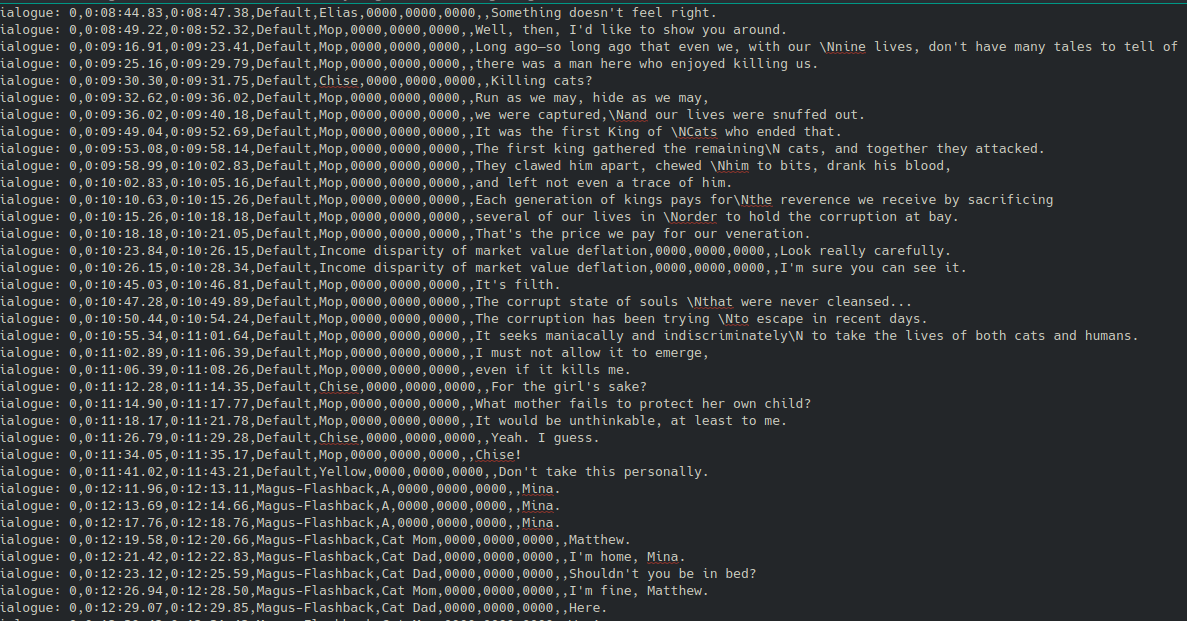 ialogue: 0,0:08:44.83,0:08:47.38,Default,Elias,0000,0000,0000,,Something doesn't feel right.
ialogue: 0,0:08:49.22,0:08:52.32,Default,Mop,0000,0000,0000,,Well, then, I'd like to show you around.
ialogue: 0,0:09:16.91,0:09:23.41,Default,Mop,0000,0000,0000,,Long ago—so long ago that even we, with our \Nnine lives, don't have many tales to tell of
ialogue: 0,0:09:25.16,0:09:29.79,Default,Mop,0000,0000,0000,,there was a man here who enjoyed killing us.
ialogue: 0,0:09:30.30,0:09:31.75,Default,Chise,0000,0000,0000,,Killing cats?
ialogue: 0,0:09:32.62,0:09:36.02,Default,Mop,0000,0000,0000,,Run as we may, hide as we may,
ialogue: 0,0:09:36.02,0:09:40.18,Default,Mop,0000,0000,0000,,we were captured,\Nand our lives were snuffed out.
ialogue: 0,0:09:49.04,0:09:52.69,Default,Mop,0000,0000,0000,,It was the first King of \NCats who ended that.
ialogue: 0,0:09:53.08,0:09:58.14,Default,Mop,0000,0000,0000,,The first king gathered the remaining\N cats, and together they attacked.
ialogue: 0,0:09:58.99,0:10:02.83,Default,Mop,0000,0000,0000,,They clawed him apart, chewed \Nhim to bits, drank his blood,
ialogue: 0,0:10:02.83,0:10:05.16,Default,Mop,0000,0000,0000,,and left not even a trace of him.
ialogue: 0,0:10:10.63,0:10:15.26,Default,Mop,0000,0000,0000,,Each generation of kings pays for\Nthe reverence we receive by sacrificing
ialogue: 0,0:10:15.26,0:10:18.18,Default,Mop,0000,0000,0000,,several of our lives in \Norder to hold the corruption at bay.
ialogue: 0,0:10:18.18,0:10:21.05,Default,Mop,0000,0000,0000,,That's the price we pay for our veneration.
ialogue: 0,0:10:23.84,0:10:26.15,Default,Income disparity of market value deflation,0000,0000,0000,,Look really carefully.
ialogue: 0,0:10:26.15,0:10:28.34,Default,Income disparity of market value deflation,0000,0000,0000,,I'm sure you can see it.
ialogue: 0,0:10:45.03,0:10:46.81,Default,Mop,0000,0000,0000,,It's filth.
ialogue: 0,0:10:47.28,0:10:49.89,Default,Mop,0000,0000,0000,,The corrupt state of souls \Nthat were never cleansed...
ialogue: 0,0:10:50.44,0:10:54.24,Default,Mop,0000,0000,0000,,The corruption has been trying \Nto escape in recent days.
ialogue: 0,0:10:55.34,0:11:01.64,Default,Mop,0000,0000,0000,,It seeks maniacally and indiscriminately\N to take the lives of both cats and humans.
ialogue: 0,0:11:02.89,0:11:06.39,Default,Mop,0000,0000,0000,,I must not allow it to emerge,
ialogue: 0,0:11:06.39,0:11:08.26,Default,Mop,0000,0000,0000,,even if it kills me.
ialogue: 0,0:11:12.28,0:11:14.35,Default,Chise,0000,0000,0000,,For the girl's sake?
ialogue: 0,0:11:14.90,0:11:17.77,Default,Mop,0000,0000,0000,,What mother fails to protect her own child?
ialogue: 0,0:11:18.17,0:11:21.78,Default,Mop,0000,0000,0000,,It would be unthinkable, at least to me.
ialogue: 0,0:11:26.79,0:11:29.28,Default,Chise,0000,0000,0000,,Yeah. I guess.
ialogue: 0,0:11:34.05,0:11:35.17,Default,Mop,0000,0000,0000,,Chise!
ialogue: 0,0:11:41.02,0:11:43.21,Default,Yellow,0000,0000,0000,,Don't take this personally.
ialogue: 0,0:12:11.96,0:12:13.11,Magus-Flashback,A,0000,0000,0000,,Mina.
ialogue: 0,0:12:13.69,0:12:14.66,Magus-Flashback,A,0000,0000,0000,,Mina.
ialogue: 0,0:12:17.76,0:12:18.76,Magus-Flashback,A,0000,0000,0000,,Mina.
ialogue: 0,0:12:19.58,0:12:20.66,Magus-Flashback,Cat Mom,0000,0000,0000,,Matthew.
ialogue: 0,0:12:21.42,0:12:22.83,Magus-Flashback,Cat Dad,0000,0000,0000,,I'm home, Mina.
ialogue: 0,0:12:23.12,0:12:25.59,Magus-Flashback,Cat Dad,0000,0000,0000,,Shouldn't you be in bed?
ialogue: 0,0:12:26.94,0:12:28.50,Magus-Flashback,Cat Mom,0000,0000,0000,,I'm fine, Matthew.
ialogue: 0,0:12:29.07,0:12:29.85,Magus-Flashback,Cat Dad,0000,0000,0000,,Here.